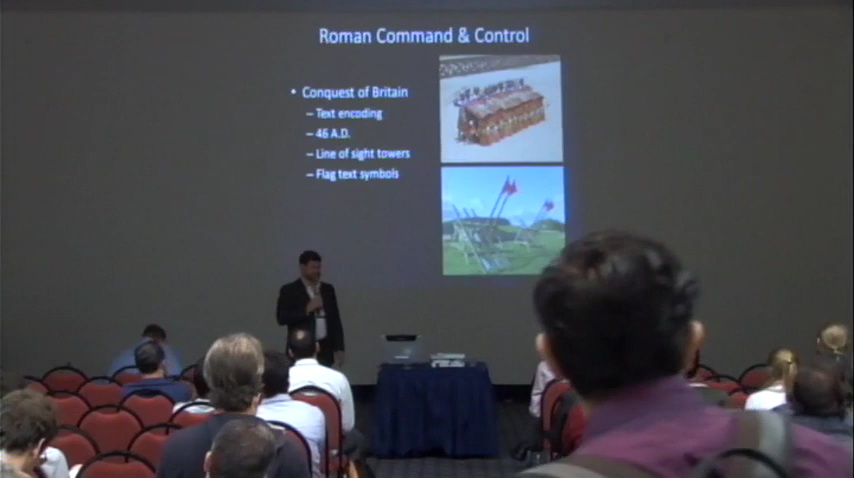 Roman Command & Control
• Conquest of Britain
– Text encoding
– 46 A.D.
– Line of sight towers
– Flag text symbols